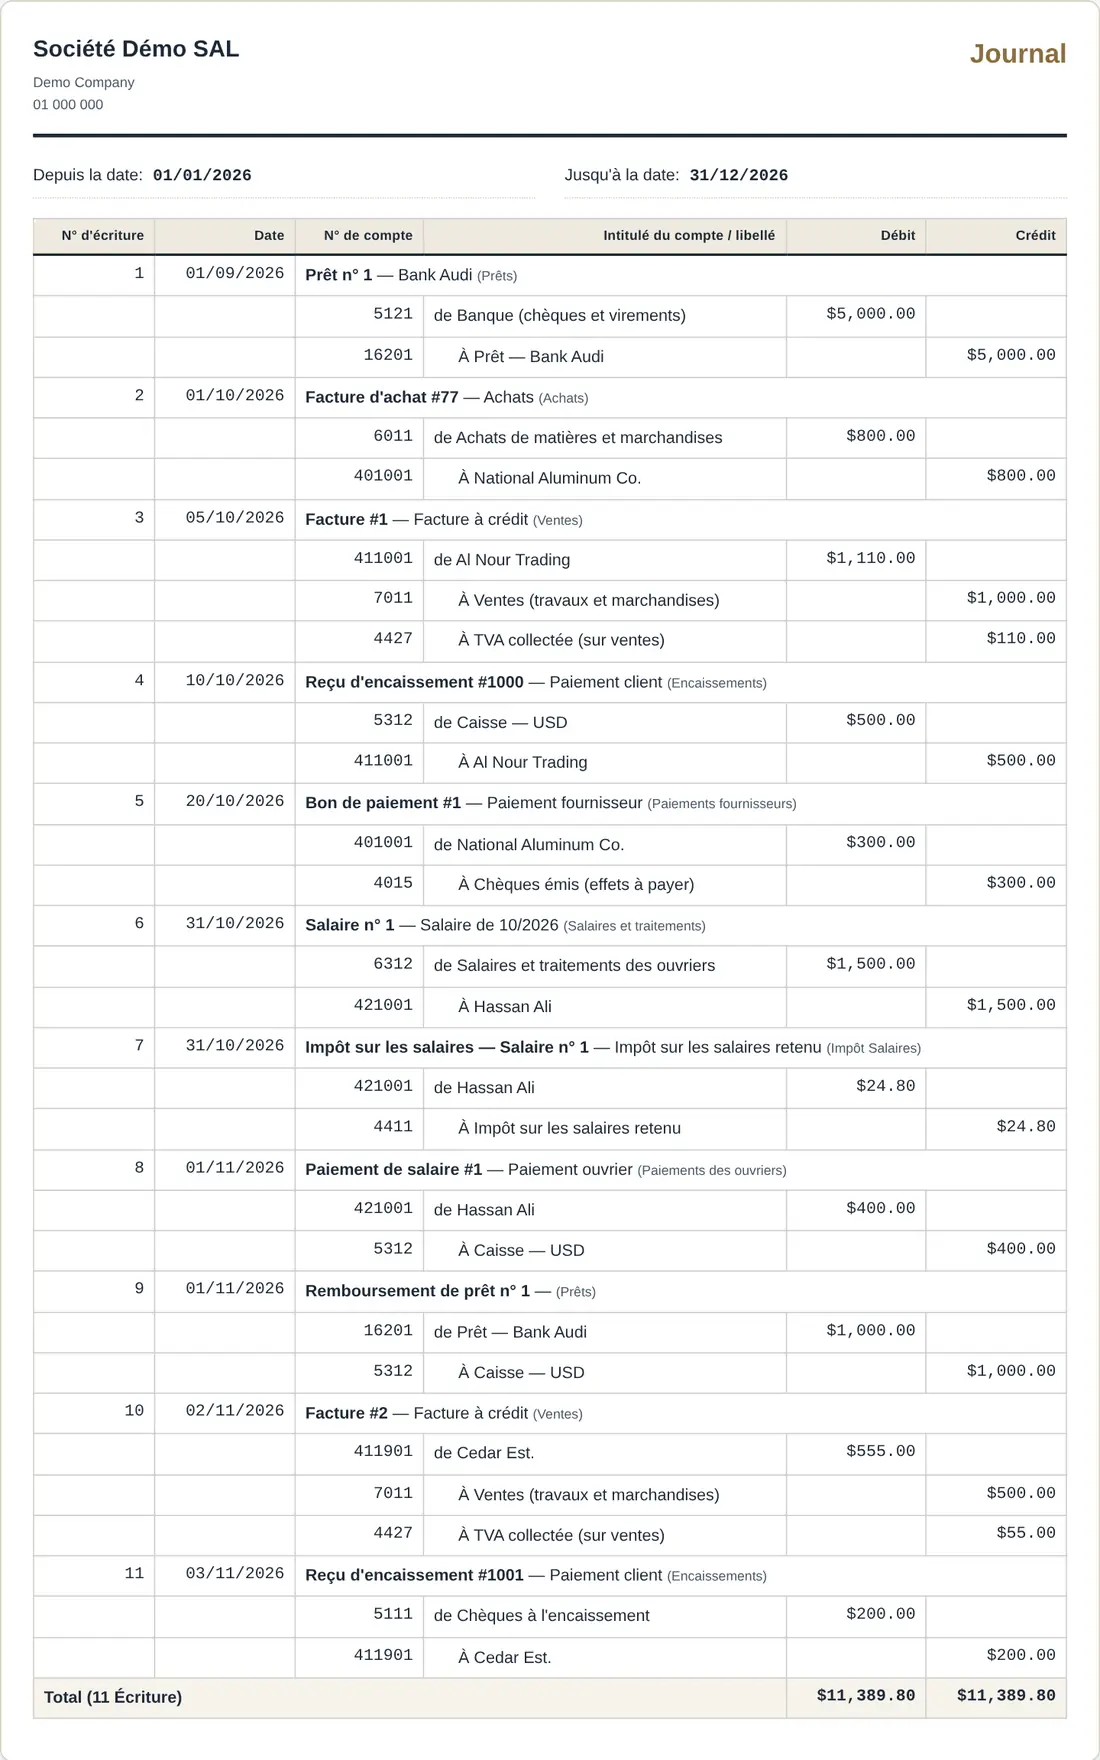 Société Démo SAL
Journal
Demo Company
01 000 000
Depuis la date: 01/01/2026 Jusqu'à la date: 31/12/2026
N° d'écriture Date N° de compte Intitulé du compte / libellé Débit Crédit
1 01/09/2026 Prêt n° 1 — Bank Audi (Prêts)
5121 de Banque (chèques et virements) $5,000.00
16201 À Prêt — Bank Audi $5,000.00
2 01/10/2026 Facture d'achat #77 — Achats (Achats)
6011 de Achats de matières et marchandises $800.00
401001 À National Aluminum Co. $800.00
3 05/10/2026 Facture #1 — Facture à crédit (Ventes)
411001 de Al Nour Trading $1,110.00
7011 À Ventes (travaux et marchandises) $1,000.00
4427 À TVA collectée (sur ventes) $110.00
4 10/10/2026 Reçu d'encaissement #1000 — Paiement client (Encaissements)
5312 de Caisse — USD $500.00
411001 À Al Nour Trading $500.00
5 20/10/2026 Bon de paiement #1 — Paiement fournisseur (Paiements fournisseurs)
401001 de National Aluminum Co. $300.00
4015 À Chèques émis (effets à payer) $300.00
6 31/10/2026 Salaire n° 1 — Salaire de 10/2026 (Salaires et traitements)
6312 de Salaires et traitements des ouvriers $1,500.00
421001 À Hassan Ali $1,500.00
7 31/10/2026 Impôt sur les salaires — Salaire n° 1 — Impôt sur les salaires retenu (Impôt Salaires)
421001 de Hassan Ali $24.80
4411 À Impôt sur les salaires retenu $24.80
8 01/11/2026 Paiement de salaire #1 — Paiement ouvrier (Paiements des ouvriers)
421001 de Hassan Ali $400.00
5312 À Caisse — USD $400.00
9 01/11/2026 Remboursement de prêt n° 1 — (Prêts)
16201 de Prêt — Bank Audi $1,000.00
5312 À Caisse — USD $1,000.00
10 02/11/2026 Facture #2 — Facture à crédit (Ventes)
411901 de Cedar Est. $555.00
7011 À Ventes (travaux et marchandises) $500.00
4427 À TVA collectée (sur ventes) $55.00
11 03/11/2026 Reçu d'encaissement #1001 — Paiement client (Encaissements)
5111 de Chèques à l'encaissement $200.00
411901 À Cedar Est. $200.00
Total (11 Écriture) $11,389.80 $11,389.80